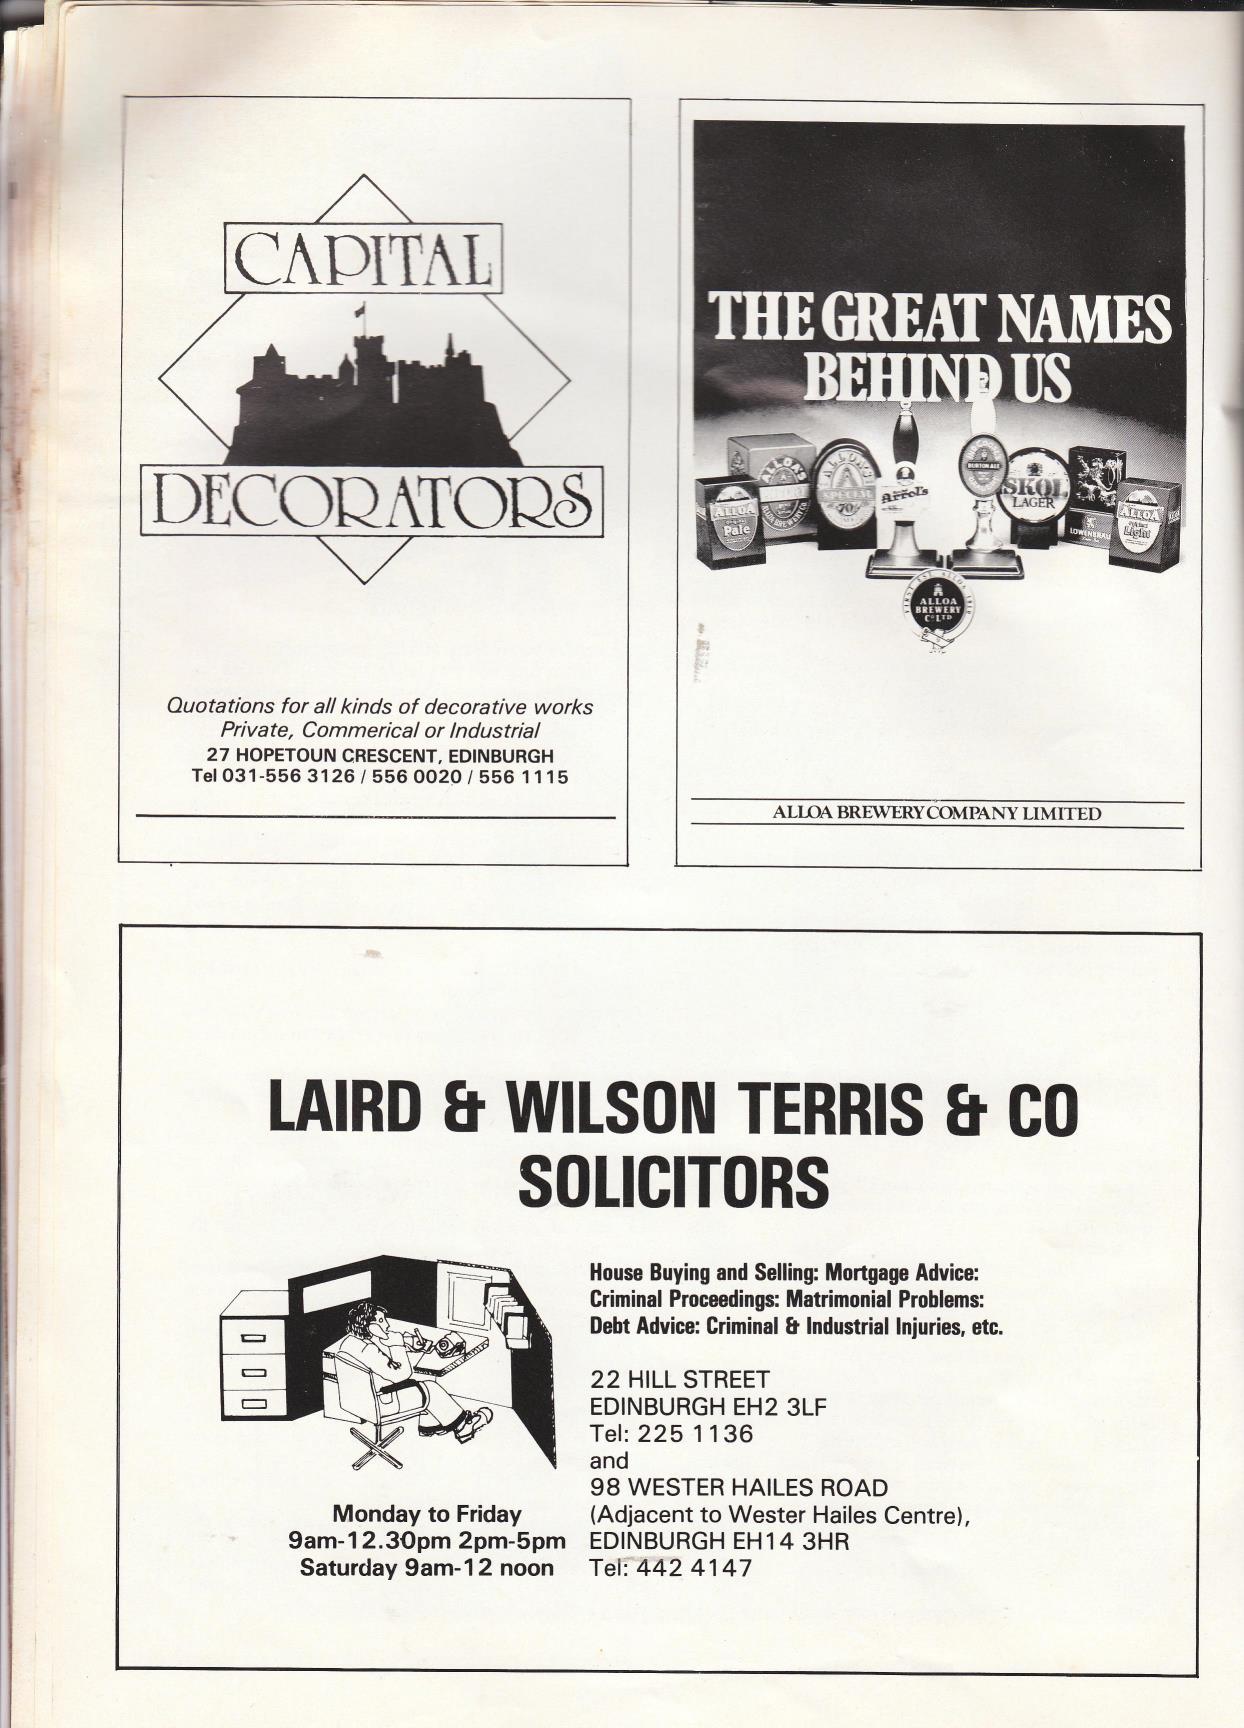 CAPITAL
DECORATORS
Quotations for all kinds of decorative works
Private, Commerical or Industrial
27 HOPETOUN CRESCENT, EDINBURGH
Tel 031-556 3126 / 556 0020 / 556 1115
THE GREAT NAMES
BEHIND US
ALLOA
Pale
ALLOA'S
EXPORT
ALLOA BREWERY CO
ALLOA'S
SPECIAL
70/-
Arrol's
BURTON ALE
SKOL
LAGER
LOWENBRAU
ALLOA
Light
ALLOA
BREWERY
CO LTD
ALLOA BREWERY COMPANY LIMITED
LAIRD & WILSON TERRIS & CO
SOLICITORS
House Buying and Selling: Mortgage Advice:
Criminal Proceedings: Matrimonial Problems:
Debt Advice: Criminal & Industrial Injuries, etc.
22 HILL STREET
EDINBURGH EH2 3LF
Tel: 225 1136
and
98 WESTER HAILES ROAD
(Adjacent to Wester Hailes Centre),
EDINBURGH EH14 3HR
Tel: 442 4147
Monday to Friday
9am-12.30pm 2pm-5pm
Saturday 9am-12 noon